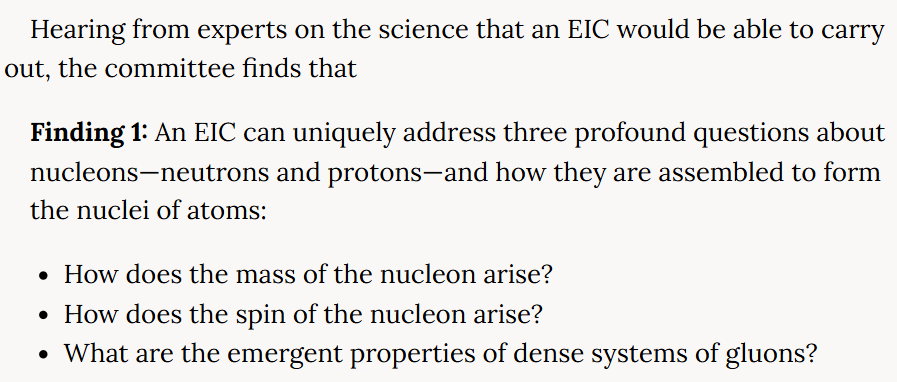 Hearing from experts on the science that an EIC would be able to carry
out, the committee finds that
Finding 1: An EIC can uniquely address three profound questions about
nucleons—neutrons and protons—and how they are assembled to form
the nuclei of atoms:
• How does the mass of the nucleon arise?
• How does the spin of the nucleon arise?
• What are the emergent properties of dense systems of gluons?